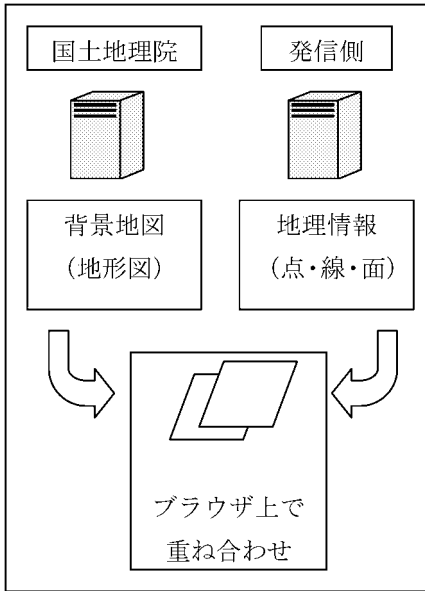 国土地理院
発信側
背景地図
（地形図）
地理情報
（点・線・面）
ブラウザ上で
重ね合わせ